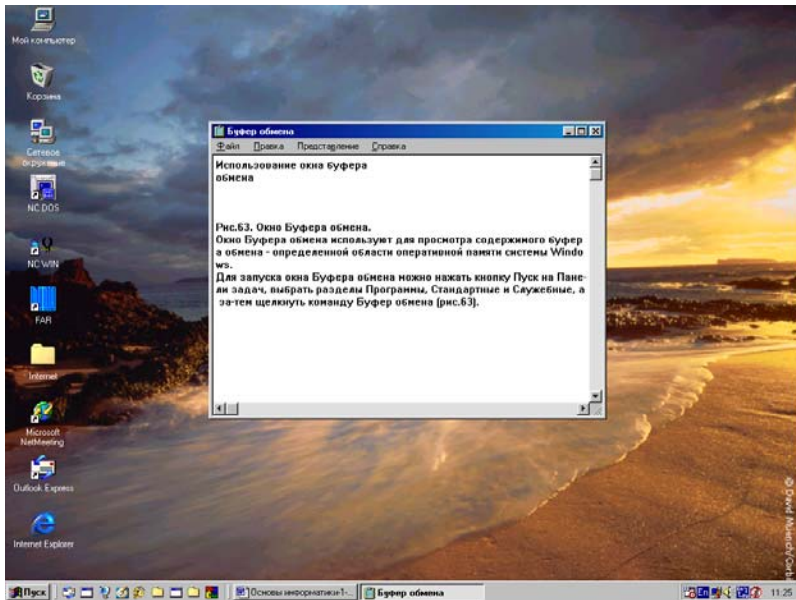 Мой компьютер
Корзина
Сетевое
окружение
NC.DOS
NC.WIN
FAR
Internet
Microsoft
NetMeeting
Outlook Express
Internet Explorer
Буфер обмена
Файл Правка Представление Справка
Использование окна буфера
обмена
Рис.63. Окно Буфера обмена.
Окно Буфера обмена используют для просмотра содержимого буфер
а обмена - определенной области оперативной памяти системы Windo
ws.
Для запуска окна Буфера обмена можно нажать кнопку Пуск на Пане-
ли задач, выбрать разделы Программы, Стандартные и Служебные, а
за-тем щелкнуть команду Буфер обмена (рис.63).
Пуск
Основы информатики-1-...
Буфер обмена
En
11:25
© David Muench/Corbi